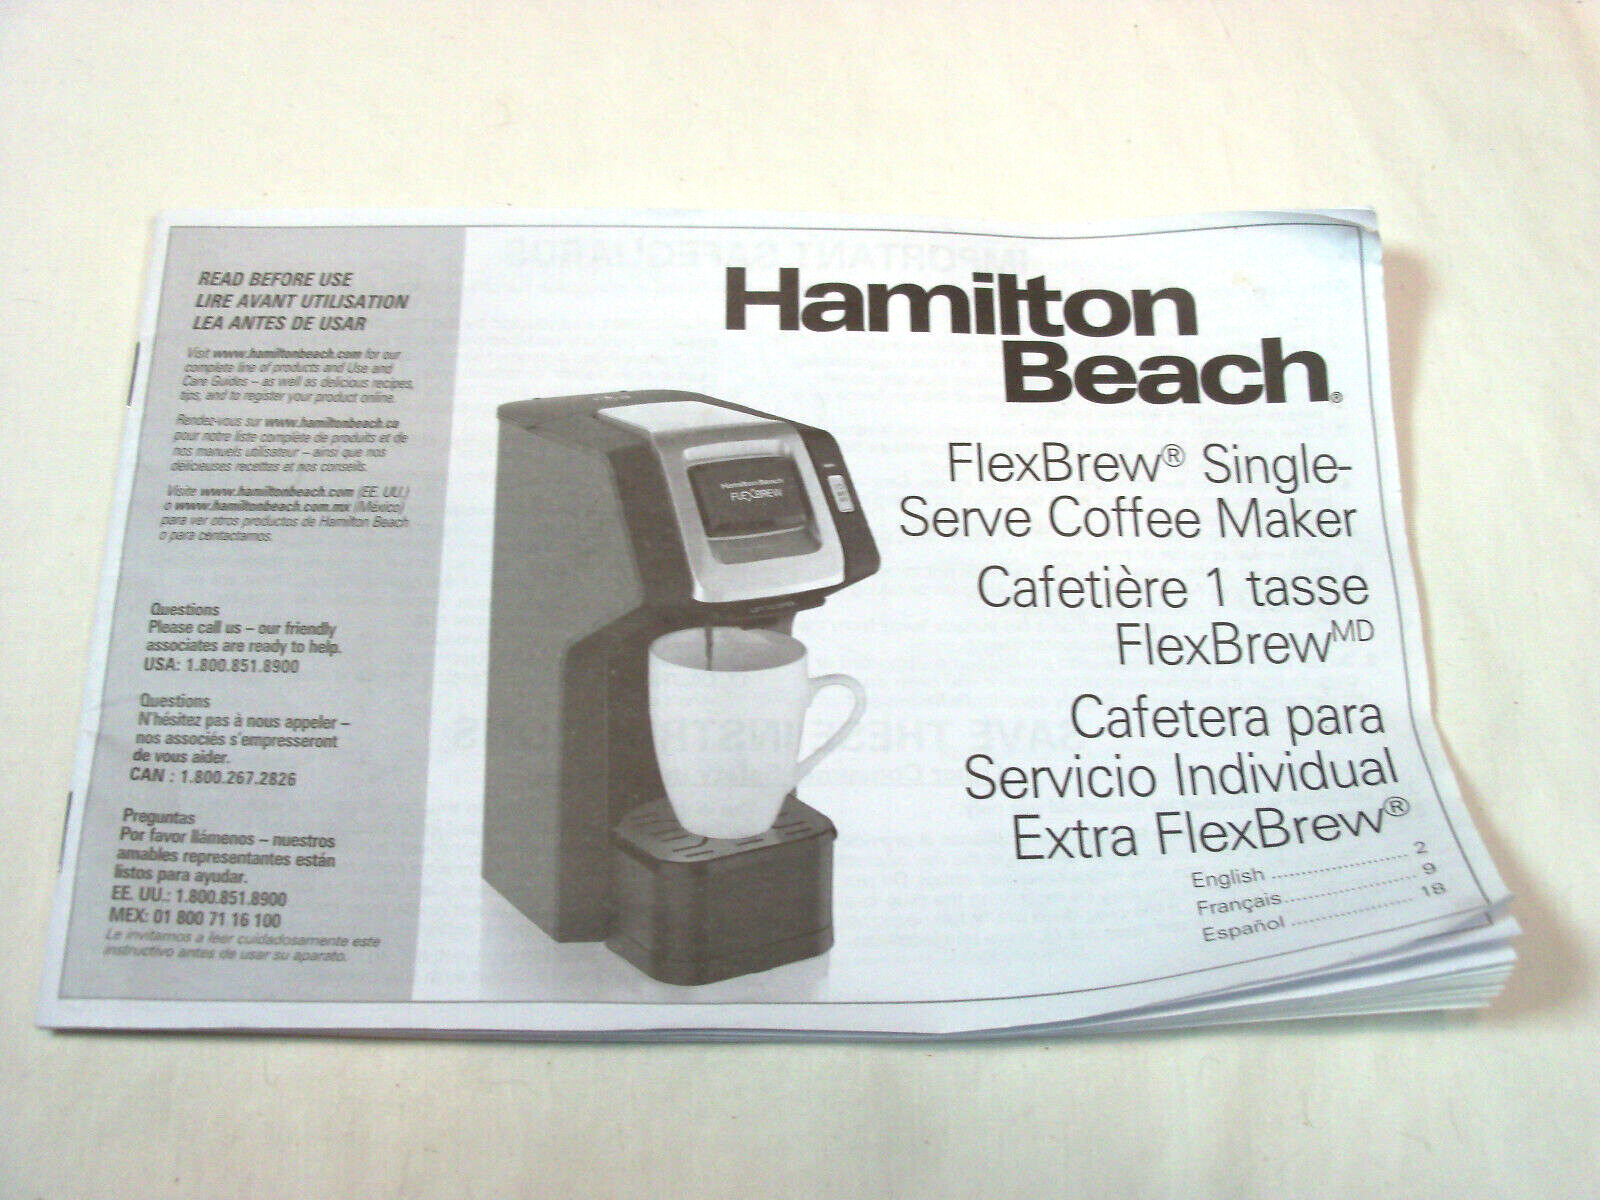 READ BEFORE USE
LIRE AVANT UTILISATION
LEA ANTES DE USAR
Visit www.hamiltonbeach.com for our
complete line of products and Use and
Care Guides – as well as delicious recipes,
tips, and to register your product online.
Rendez-vous sur www.hamiltonbeach.ca
pour notre liste complète de produits et de
nos manuels utilisateur – ainsi que nos
délicieuses recettes et nos conseils.
Visite www.hamiltonbeach.com (EE. UU.)
o www.hamiltonbeach.com.mx (México)
para ver otros productos de Hamilton Beach
o para contactarnos.
Questions
Please call us – our friendly
associates are ready to help.
USA: 1.800.851.8900
Questions
N'hésitez pas à nous appeler –
nos associés s'empresseront
de vous aider.
CAN : 1.800.267.2826
Preguntas
Por favor llámenos – nuestros
amables representantes están
listos para ayudar.
EE. UU.: 1.800.851.8900
MEX: 01 800 71 16 100
Le invitamos a leer cuidadosamente este
instructivo antes de usar su aparato.
Hamilton Beach
FLEXBREW
Hamilton
Beach®
FlexBrew® Single-
Serve Coffee Maker
Cafetière 1 tasse
FlexBrewMD
Cafetera para
Servicio Individual
Extra FlexBrew®
English ...................... 2
Français..................... 9
Español .................... 18
IMPORTANT SAFEGUARDS
SAVE THESE